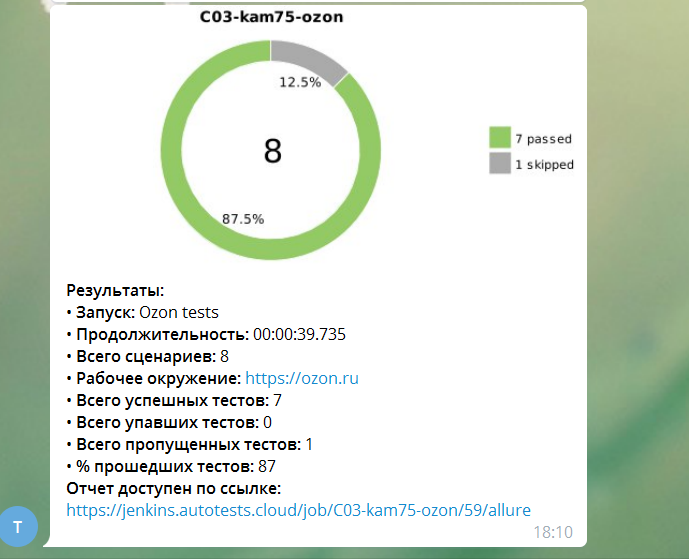 C03-kam75-ozon
12.5%
8
7 passed
1 skipped
87.5%
Результаты:
• Запуск: Ozon tests
• Продолжительность: 00:00:39.735
• Всего сценариев: 8
• Рабочее окружение: https://ozon.ru
• Всего успешных тестов: 7
• Всего упавших тестов: 0
• Всего пропущенных тестов: 1
• % прошедших тестов: 87
Отчет доступен по ссылке:
https://jenkins.autotests.cloud/job/C03-kam75-ozon/59/allure
T
18:10